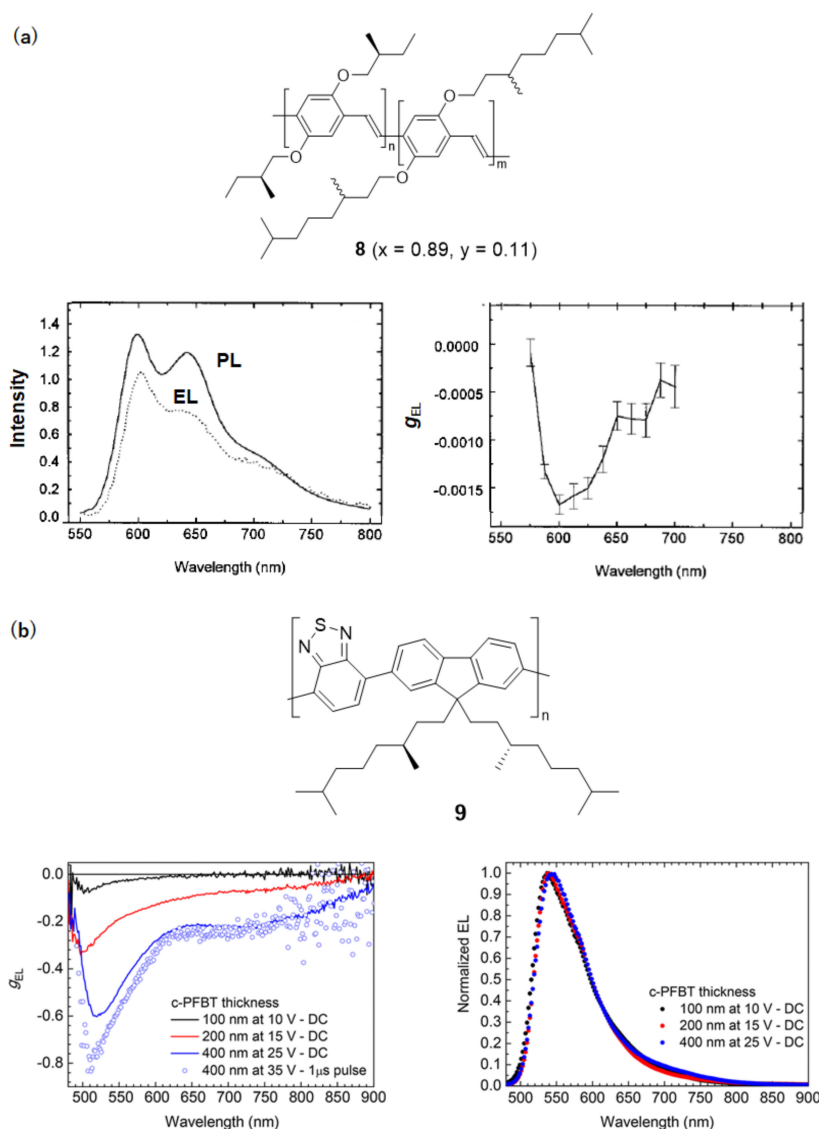 (a)
O
n
O
O
m
O
8 (x = 0.89, y = 0.11)
Intensity
1.4
1.2
1.0
0.8
0.6
0.4
0.2
0.0
PL
EL
550 600 650 700 750 800
Wavelength (nm)
gEL
0.0000
-0.0005
-0.0010
-0.0015
550 600 650 700 750 800
Wavelength (nm)
(b)
S
N N
n
9
gEL
0.0
-0.2
-0.4
-0.6
-0.8
c-PFBT thickness
100 nm at 10 V - DC
200 nm at 15 V - DC
400 nm at 25 V - DC
400 nm at 35 V - 1μs pulse
500 550 600 650 700 750 800 850 900
Wavelength (nm)
Normalized EL
1.0
0.9
0.8
0.7
0.6
0.5
0.4
0.3
0.2
0.1
0.0
c-PFBT thickness
100 nm at 10 V - DC
200 nm at 15 V - DC
400 nm at 25 V - DC
500 550 600 650 700 750 800 850 900
Wavelength (nm)